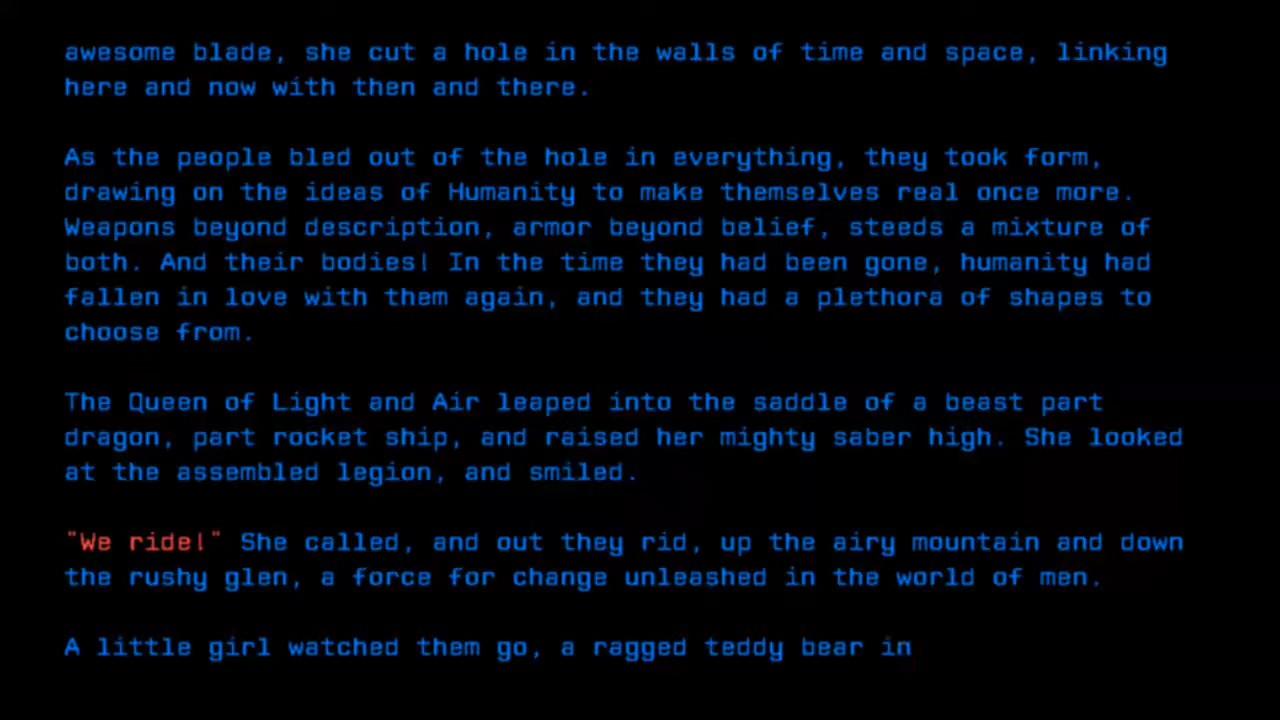 awesome blade, she cut a hole in the walls of time and space, linking
here and now with then and there.
As the people bled out of the hole in everything, they took form,
drawing on the ideas of Humanity to make themselves real once more.
Weapons beyond description, armor beyond belief, steeds a mixture of
both. And their bodies! In the time they had been gone, humanity had
fallen in love with them again, and they had a plethora of shapes to
choose from.
The Queen of Light and Air leaped into the saddle of a beast part
dragon, part rocket ship, and raised her mighty saber high. She looked
at the assembled legion, and smiled.
"We ride!" She called, and out they rid, up the airy mountain and down
the rushy glen, a force for change unleashed in the world of men.
A little girl watched them go, a ragged teddy bear in